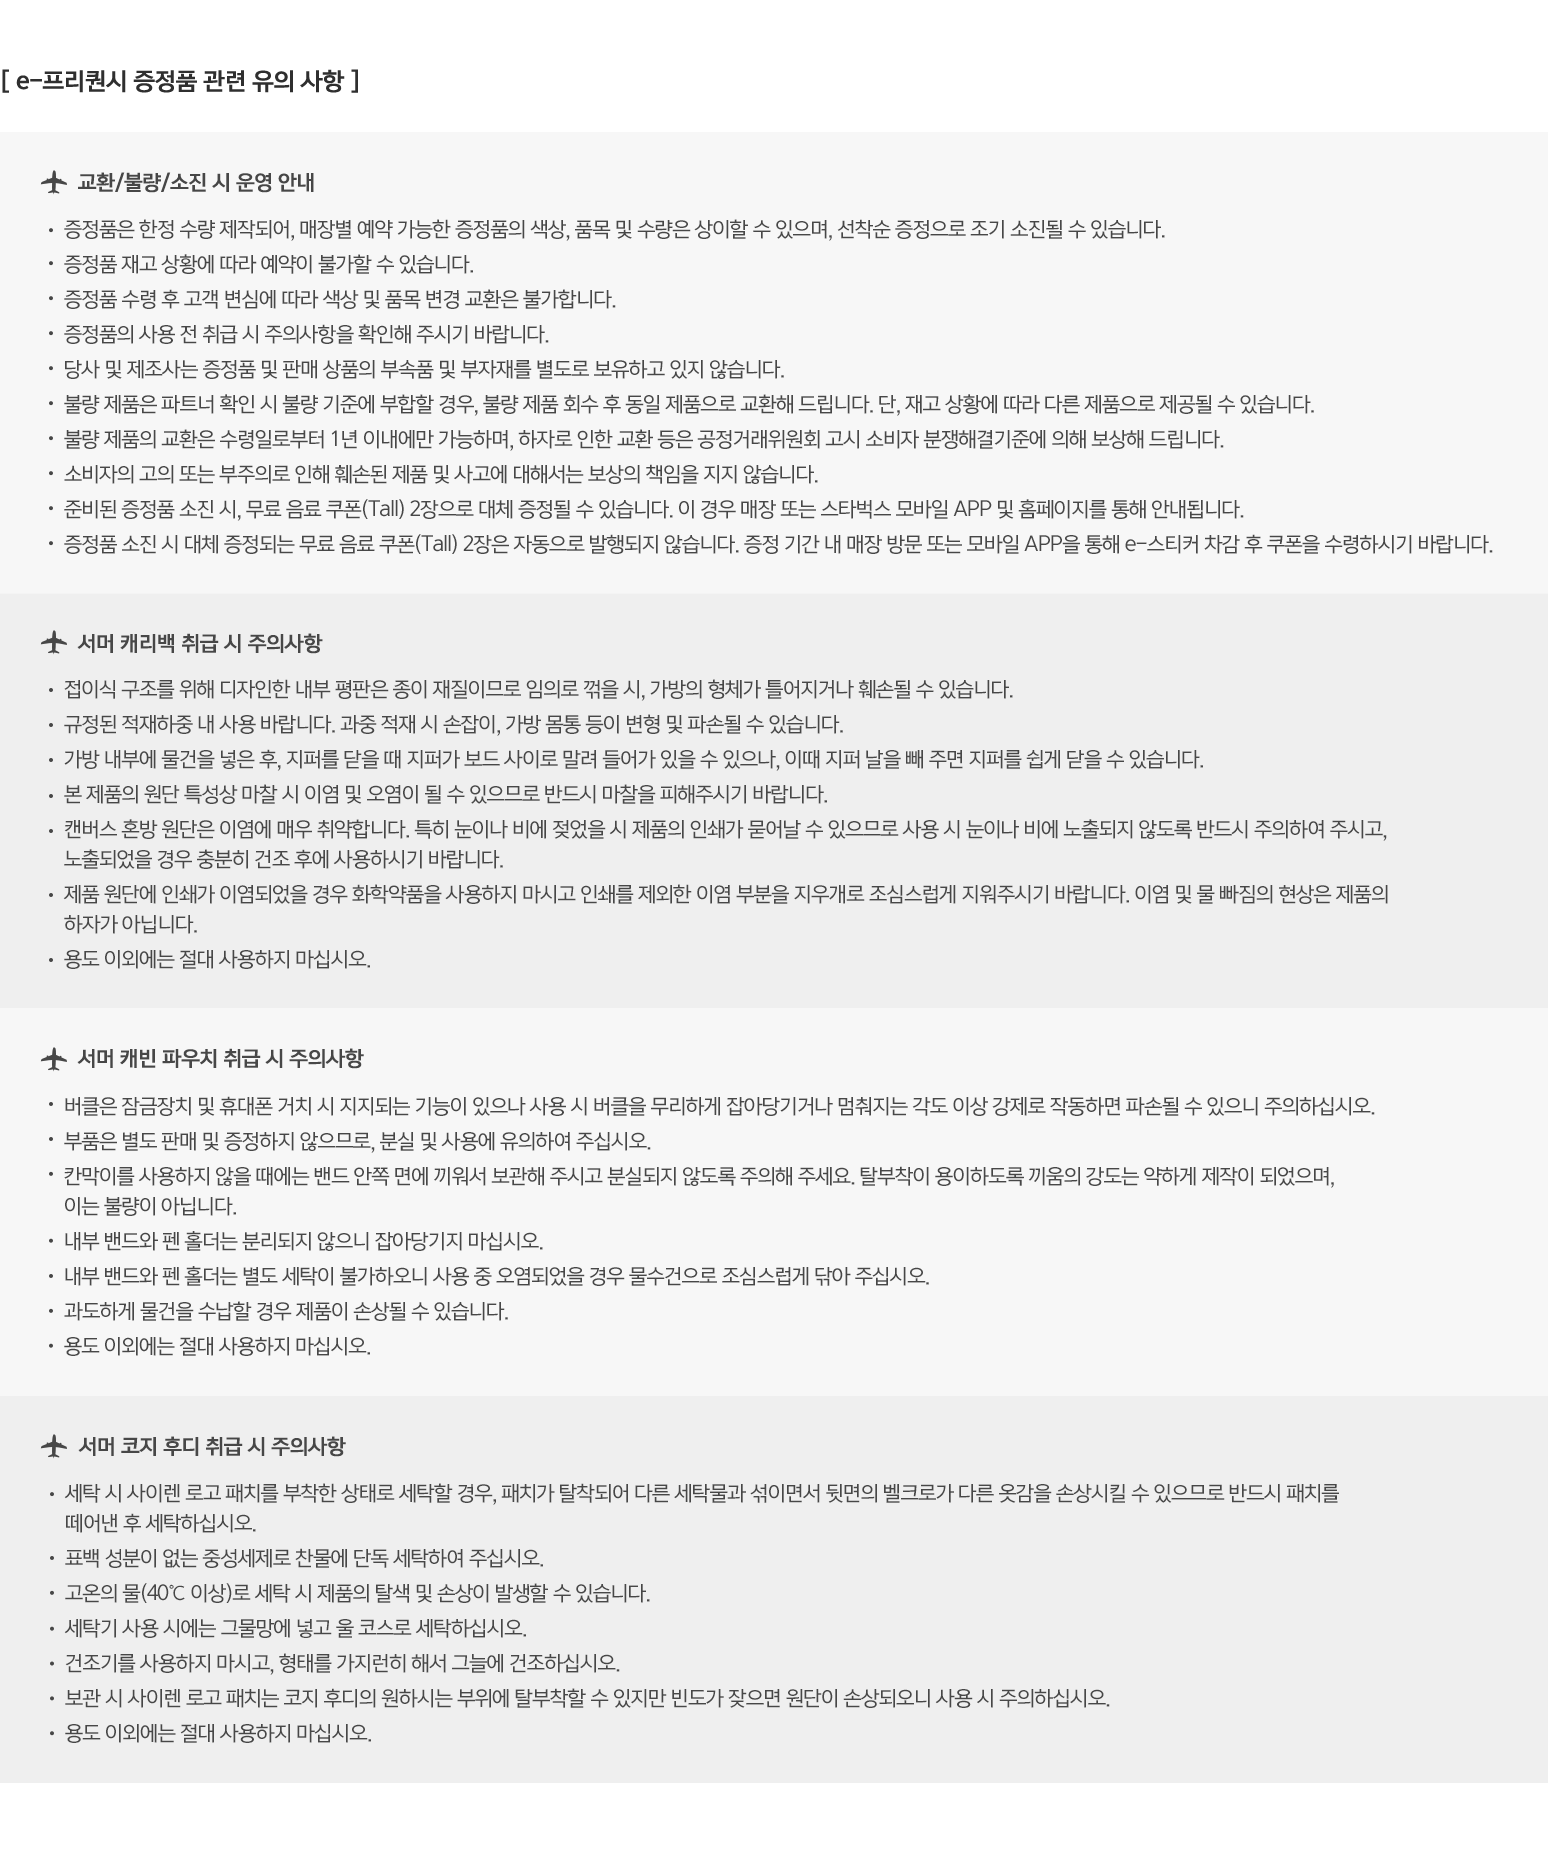 [ e-프리퀀시 증정품 관련 유의 사항 ]
교환/불량/소진 시 운영 안내
• 증정품은 한정 수량 제작되어, 매장별 예약 가능한 증정품의 색상, 품목 및 수량은 상이할 수 있으며, 선착순 증정으로 조기 소진될 수 있습니다.
• 증정품 재고 상황에 따라 예약이 불가할 수 있습니다.
• 증정품 수령 후 고객 변심에 따라 색상 및 품목 변경 교환은 불가합니다.
• 증정품의 사용 전 취급 시 주의사항을 확인해 주시기 바랍니다.
• 당사 및 제조사는 증정품 및 판매 상품의 부속품 및 부자재를 별도로 보유하고 있지 않습니다.
• 불량 제품은 파트너 확인 시 불량 기준에 부합할 경우, 불량 제품 회수 후 동일 제품으로 교환해 드립니다. 단, 재고 상황에 따라 다른 제품으로 제공될 수 있습니다.
• 불량 제품의 교환은 수령일로부터 1년 이내에만 가능하며, 하자로 인한 교환 등은 공정거래위원회 고시 소비자 분쟁해결기준에 의해 보상해 드립니다.
• 소비자의 고의 또는 부주의로 인해 훼손된 제품 및 사고에 대해서는 보상의 책임을 지지 않습니다.
• 준비된 증정품 소진 시, 무료 음료 쿠폰(Tall) 2장으로 대체 증정될 수 있습니다. 이 경우 매장 또는 스타벅스 모바일 APP 및 홈페이지를 통해 안내됩니다.
• 증정품 소진 시 대체 증정되는 무료 음료 쿠폰(Tall) 2장은 자동으로 발행되지 않습니다. 증정 기간 내 매장 방문 또는 모바일 APP을 통해 e-스티커 차감 후 쿠폰을 수령하시기 바랍니다.
서머 캐리백 취급 시 주의사항
• 접이식 구조를 위해 디자인한 내부 평판은 종이 재질이므로 임의로 꺾을 시, 가방의 형체가 틀어지거나 훼손될 수 있습니다.
• 규정된 적재하중 내 사용 바랍니다. 과중 적재 시 손잡이, 가방 몸통 등이 변형 및 파손될 수 있습니다.
• 가방 내부에 물건을 넣은 후, 지퍼를 닫을 때 지퍼가 보드 사이로 말려 들어가 있을 수 있으나, 이때 지퍼 날을 빼 주면 지퍼를 쉽게 닫을 수 있습니다.
• 본 제품의 원단 특성상 마찰 시 이염 및 오염이 될 수 있으므로 반드시 마찰을 피해주시기 바랍니다.
• 캔버스 혼방 원단은 이염에 매우 취약합니다. 특히 눈이나 비에 젖었을 시 제품의 인쇄가 묻어날 수 있으므로 사용 시 눈이나 비에 노출되지 않도록 반드시 주의하여 주시고,
노출되었을 경우 충분히 건조 후에 사용하시기 바랍니다.
• 제품 원단에 인쇄가 이염되었을 경우 화학약품을 사용하지 마시고 인쇄를 제외한 이염 부분을 지우개로 조심스럽게 지워주시기 바랍니다. 이염 및 물 빠짐의 현상은 제품의
하자가 아닙니다.
• 용도 이외에는 절대 사용하지 마십시오.
서머 캐빈 파우치 취급 시 주의사항
• 버클은 잠금장치 및 휴대폰 거치 시 지지되는 기능이 있으나 사용 시 버클을 무리하게 잡아당기거나 멈춰지는 각도 이상 강제로 작동하면 파손될 수 있으니 주의하십시오.
• 부품은 별도 판매 및 증정하지 않으므로, 분실 및 사용에 유의하여 주십시오.
• 칸막이를 사용하지 않을 때에는 밴드 안쪽 면에 끼워서 보관해 주시고 분실되지 않도록 주의해 주세요. 탈부착이 용이하도록 끼움의 강도는 약하게 제작이 되었으며,
이는 불량이 아닙니다.
• 내부 밴드와 펜 홀더는 분리되지 않으니 잡아당기지 마십시오.
• 내부 밴드와 펜 홀더는 별도 세탁이 불가하오니 사용 중 오염되었을 경우 물수건으로 조심스럽게 닦아 주십시오.
• 과도하게 물건을 수납할 경우 제품이 손상될 수 있습니다.
• 용도 이외에는 절대 사용하지 마십시오.
서머 코지 후디 취급 시 주의사항
• 세탁 시 사이렌 로고 패치를 부착한 상태로 세탁할 경우, 패치가 탈착되어 다른 세탁물과 섞이면서 뒷면의 벨크로가 다른 옷감을 손상시킬 수 있으므로 반드시 패치를
떼어낸 후 세탁하십시오.
• 표백 성분이 없는 중성세제로 찬물에 단독 세탁하여 주십시오.
• 고온의 물(40℃ 이상)로 세탁 시 제품의 탈색 및 손상이 발생할 수 있습니다.
• 세탁기 사용 시에는 그물망에 넣고 울 코스로 세탁하십시오.
• 건조기를 사용하지 마시고, 형태를 가지런히 해서 그늘에 건조하십시오.
• 보관 시 사이렌 로고 패치는 코지 후디의 원하시는 부위에 탈부착할 수 있지만 빈도가 잦으면 원단이 손상되오니 사용 시 주의하십시오.
• 용도 이외에는 절대 사용하지 마십시오.